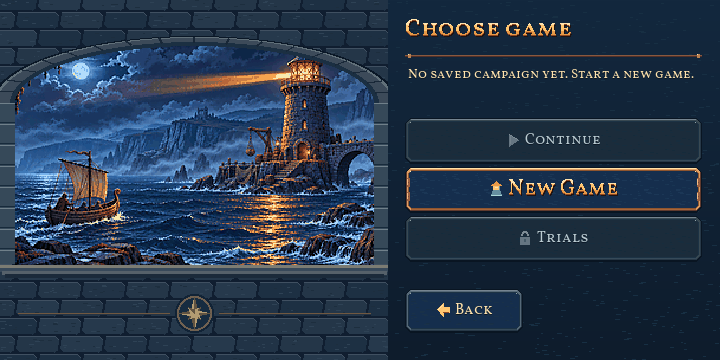 Choose game
No saved campaign yet. Start a new game.
Continue
New Game
Trials
Back